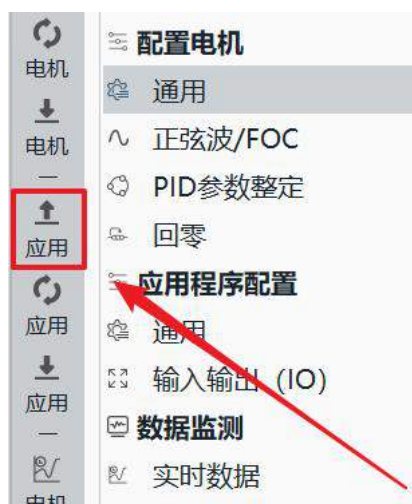 电机
电机
应用
应用
应用
电机
配置电机
通用
正弦波/FOC
PID参数整定
回零
应用程序配置
通用
输入输出（IO）
数据监测
实时数据